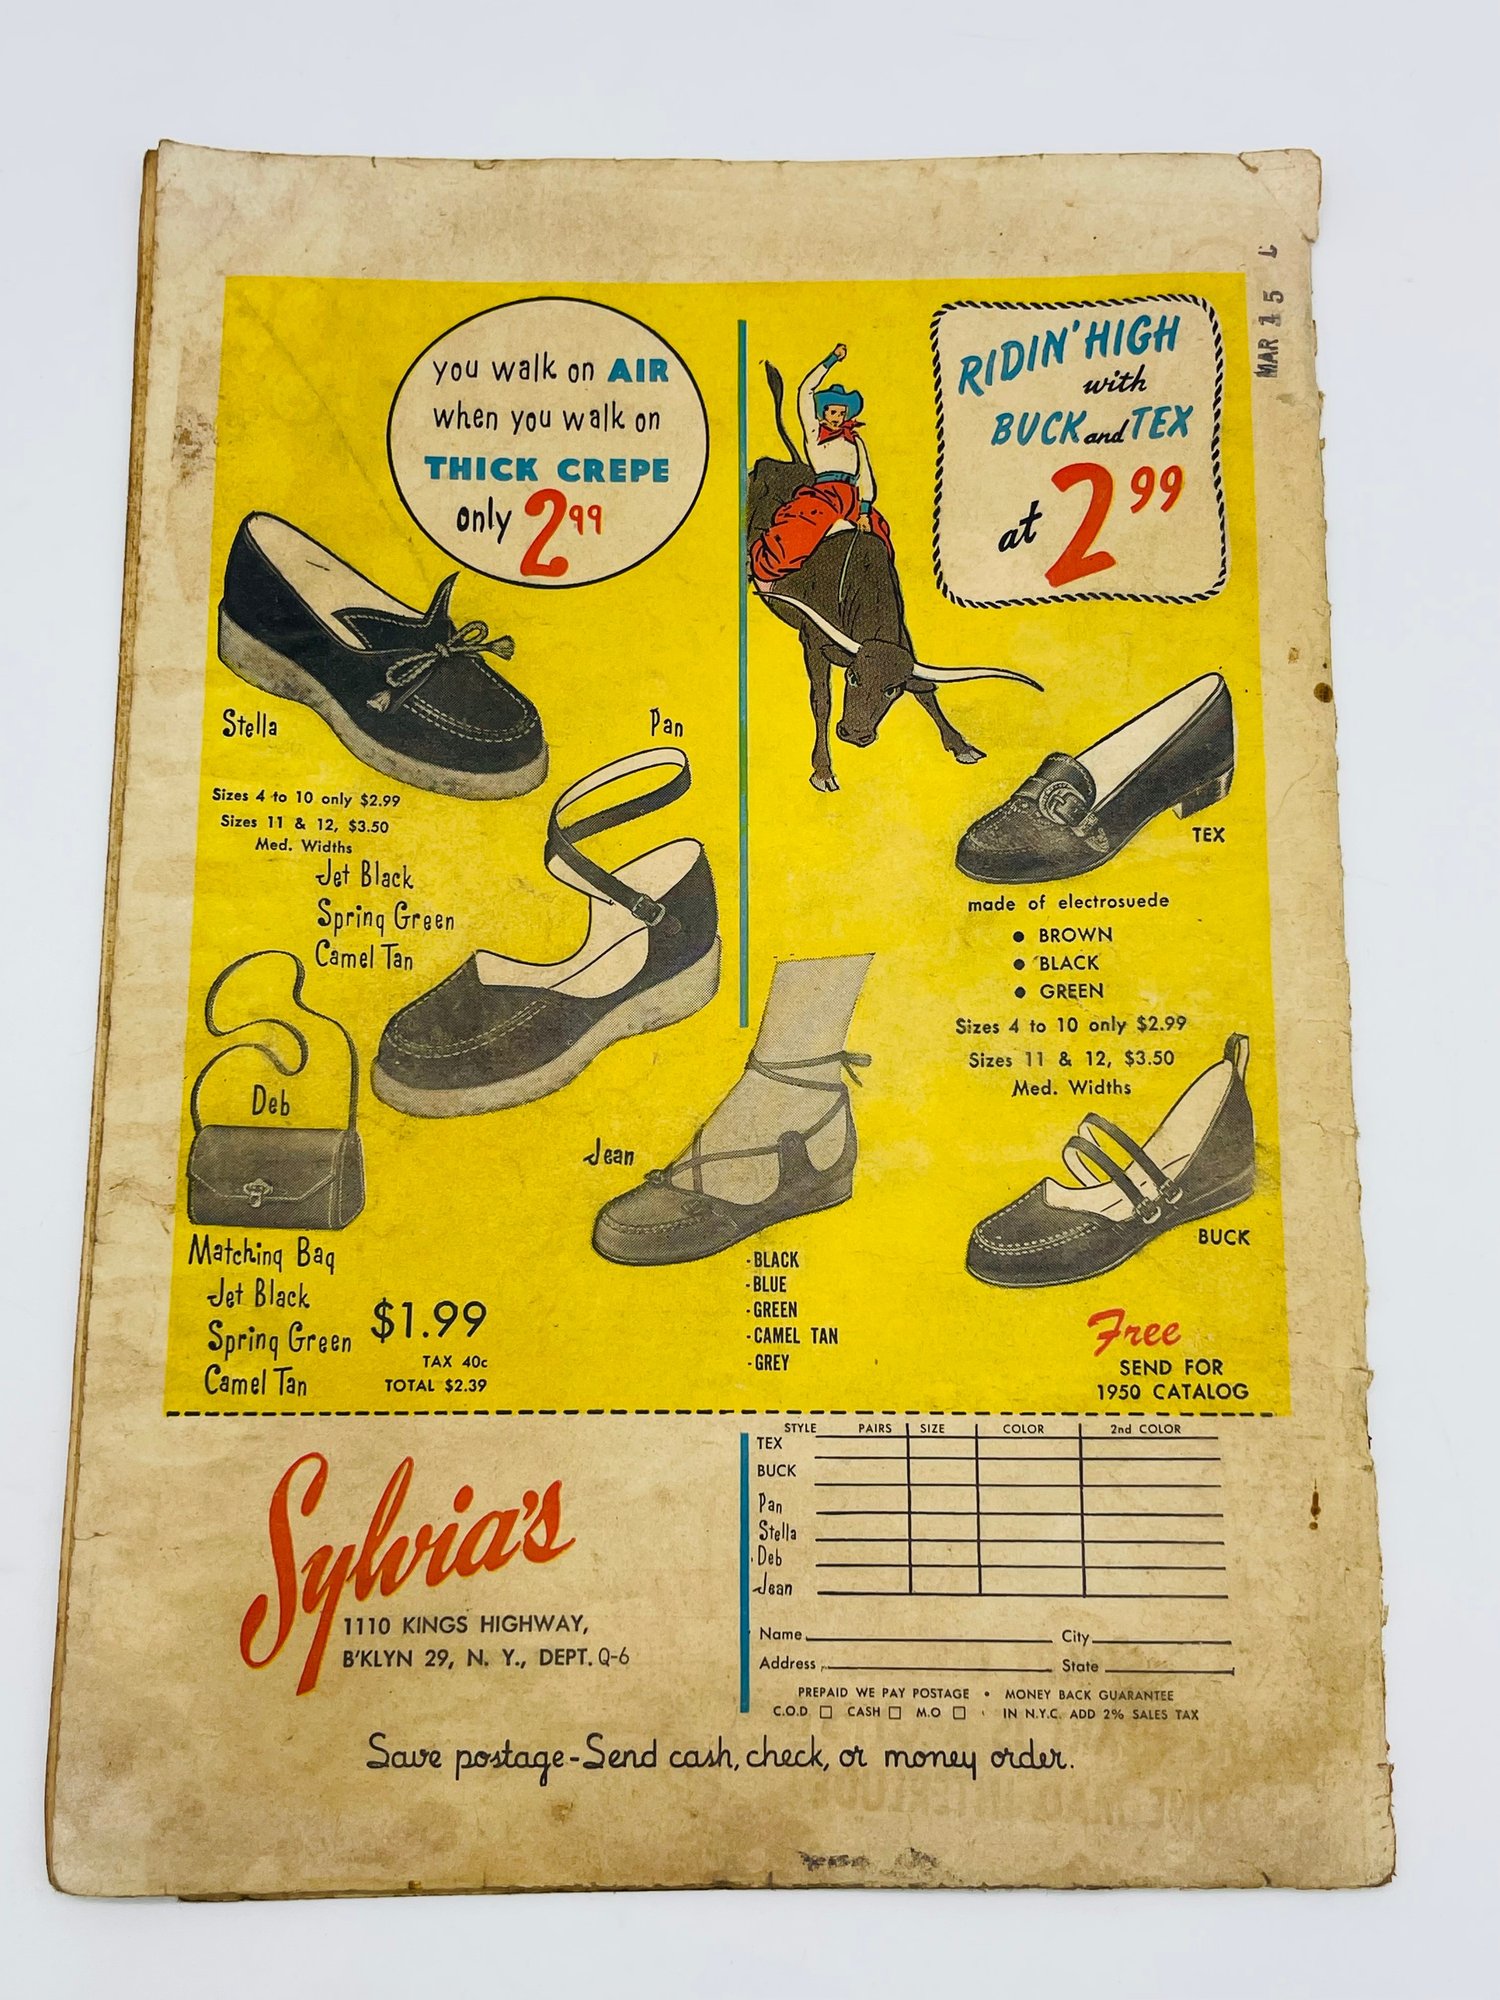 MAR 15
you walk on AIR
when you walk on
THICK CREPE
only 2.99
RIDIN' HIGH
with
BUCK and TEX
at 2.99
Stella
Pan
Sizes 4 to 10 only $2.99
Sizes 11 & 12, $3.50
Med. Widths
Jet Black
Spring Green
Camel Tan
TEX
made of electrosuede
• BROWN
• BLACK
• GREEN
Sizes 4 to 10 only $2.99
Sizes 11 & 12, $3.50
Med. Widths
Deb
Jean
BUCK
Matching Bag
Jet Black
Spring Green
Camel Tan
$1.99
TAX 40c
TOTAL $2.39
-BLACK
-BLUE
-GREEN
-CAMEL TAN
-GREY
Free
SEND FOR
1950 CATALOG
Sylvia's
1110 KINGS HIGHWAY,
B'KLYN 29, N. Y., DEPT. Q-6
STYLE PAIRS SIZE COLOR 2nd COLOR
TEX
BUCK
Pan
Stella
Deb
Jean
Name City
Address State
PREPAID WE PAY POSTAGE • MONEY BACK GUARANTEE
C.O.D □ CASH □ M.O □ IN N.Y.C. ADD 2% SALES TAX
Save postage-Send cash, check, or money order.